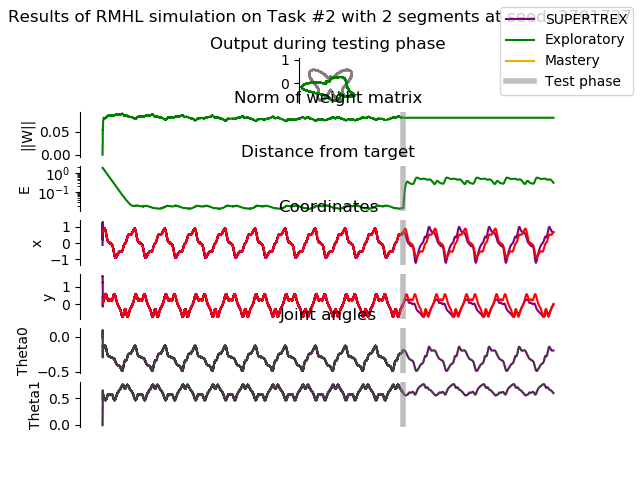 Results of RMHL simulation on Task #2 with 2 segments at
SUPERTREX
Exploratory
Mastery
Test phase
Output during testing phase
1
0
Norm of weight matrix
||W||
0.05
0.00
Distance from target
E
10⁰
10⁻¹
Coordinates
x
1
0
−1
y
1
0
Joint angles
Theta0
0.0
−0.5
Theta1
0.5
0.0